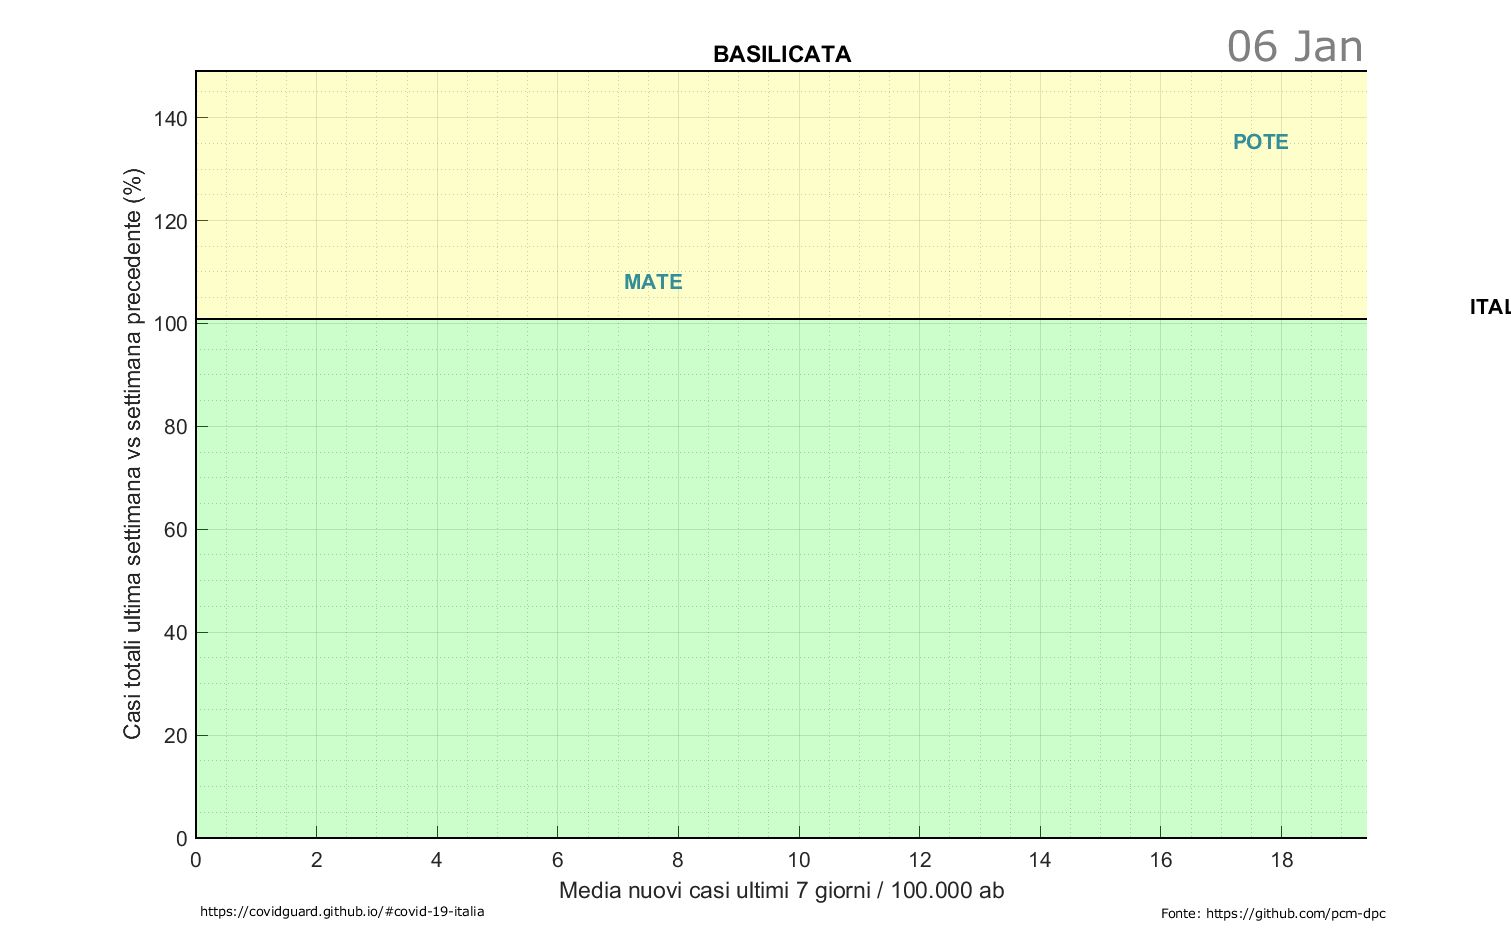 BASILICATA
06 Jan
Casi totali ultima settimana vs settimana precedente (%)
140
120
100
80
60
40
20
0
POTE
MATE
ITAL
0 2 4 6 8 10 12 14 16 18
Media nuovi casi ultimi 7 giorni / 100.000 ab
https://covidguard.github.io/#covid-19-italia
Fonte: https://github.com/pcm-dpc